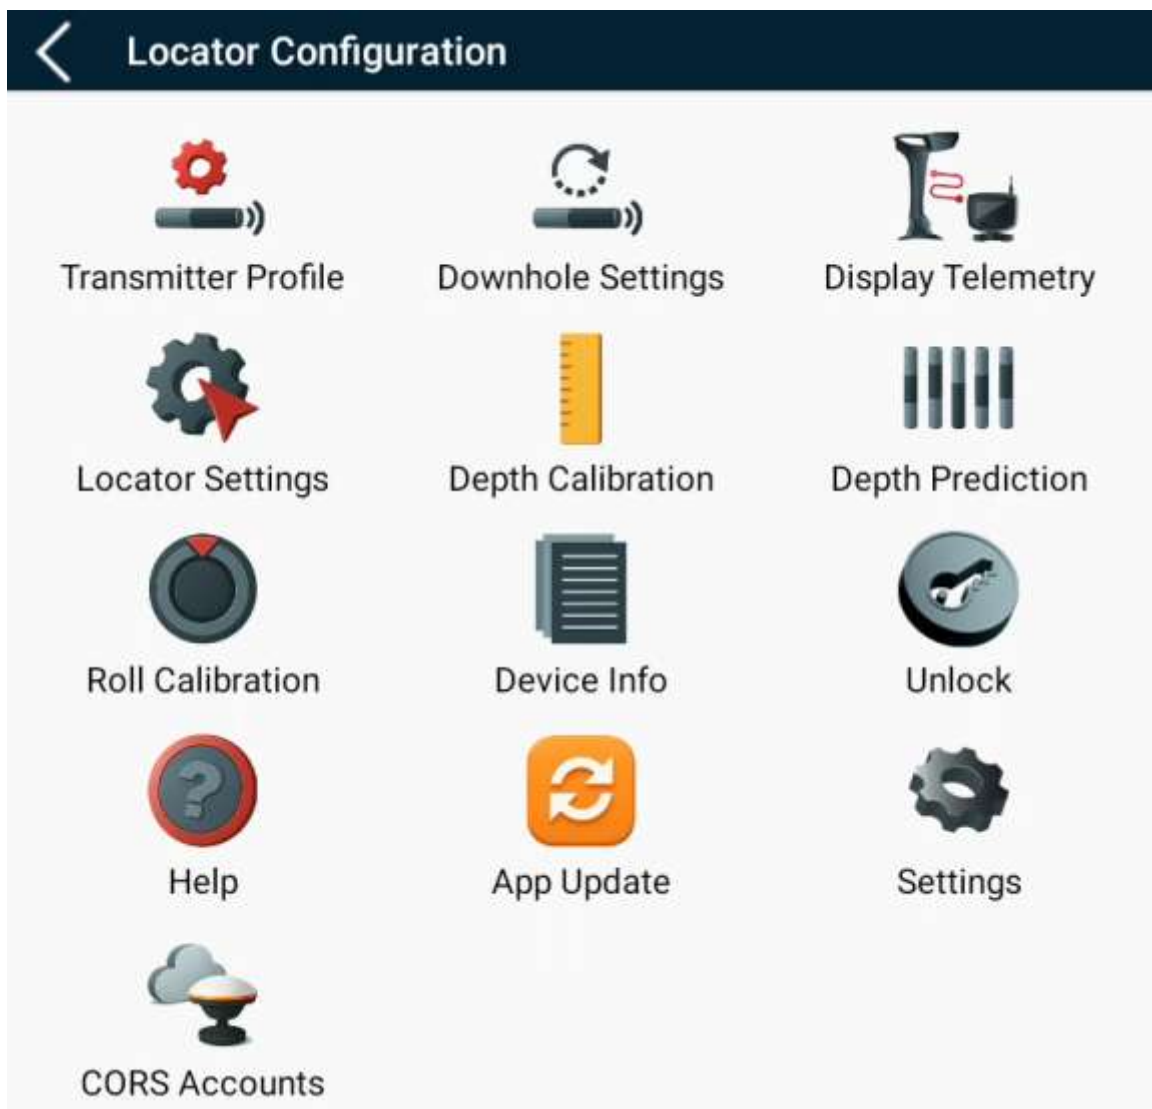 Locator Configuration
Transmitter Profile
Downhole Settings
Display Telemetry
Locator Settings
Depth Calibration
Depth Prediction
Roll Calibration
Device Info
Unlock
Help
App Update
Settings
CORS Accounts